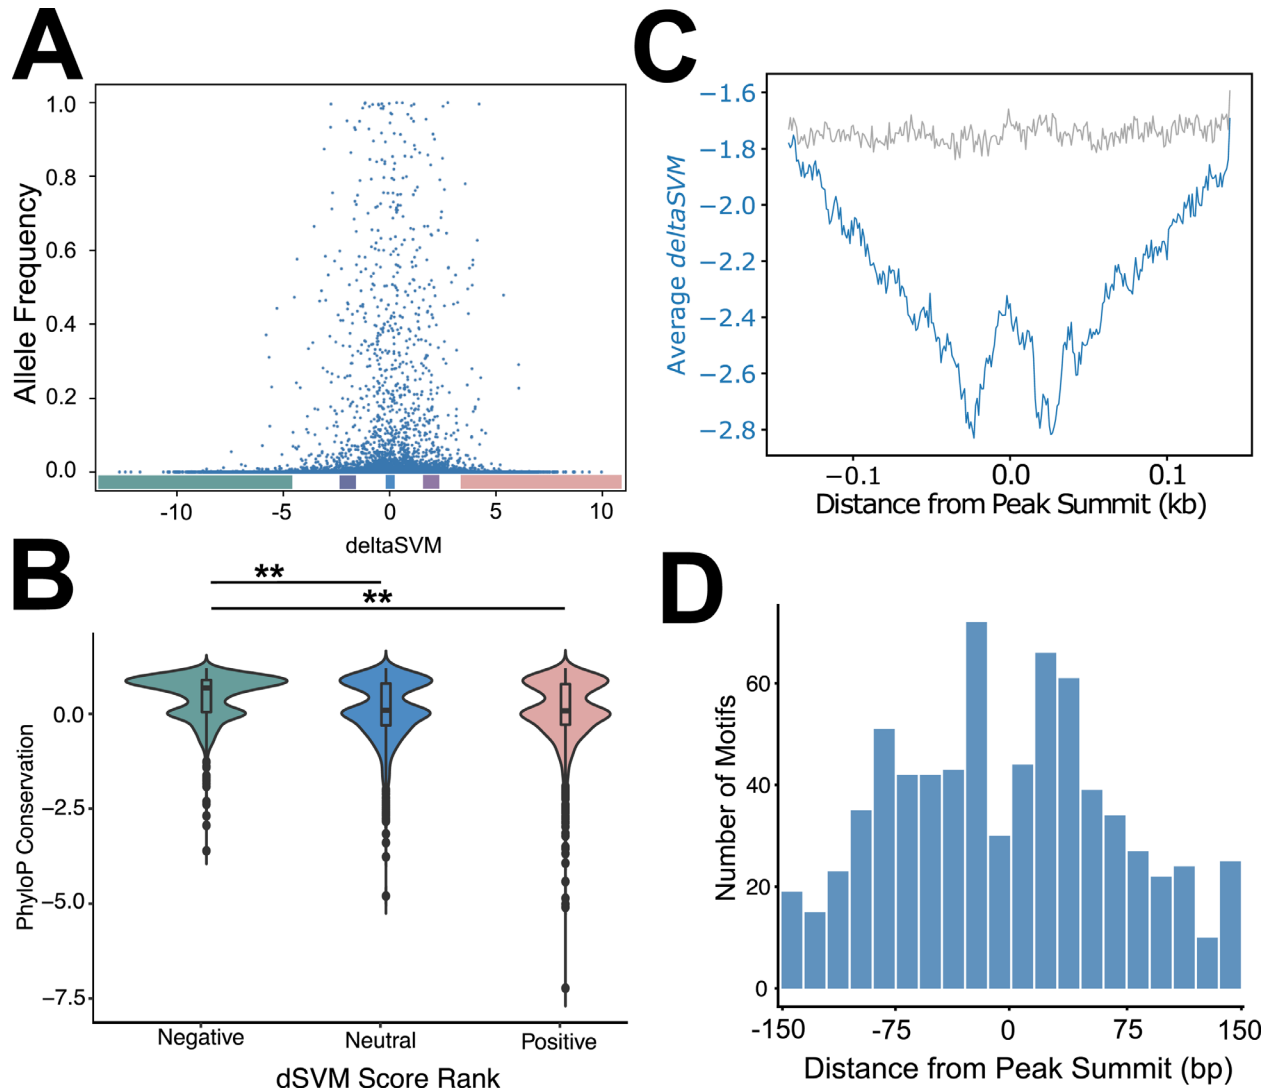 A
1.0
0.8
0.6
0.4
0.2
0.0
Allele Frequency
-10
-5
0
5
10
deltaSVM
C
−1.6
−1.8
−2.0
−2.2
−2.4
−2.6
−2.8
Average deltaSVM
−0.1
0.0
0.1
Distance from Peak Summit (kb)
B
**
**
0.0
−2.5
−5.0
−7.5
PhyloP Conservation
Negative
Neutral
Positive
dSVM Score Rank
D
60
40
20
0
Number of Motifs
-150
-75
0
75
150
Distance from Peak Summit (bp)